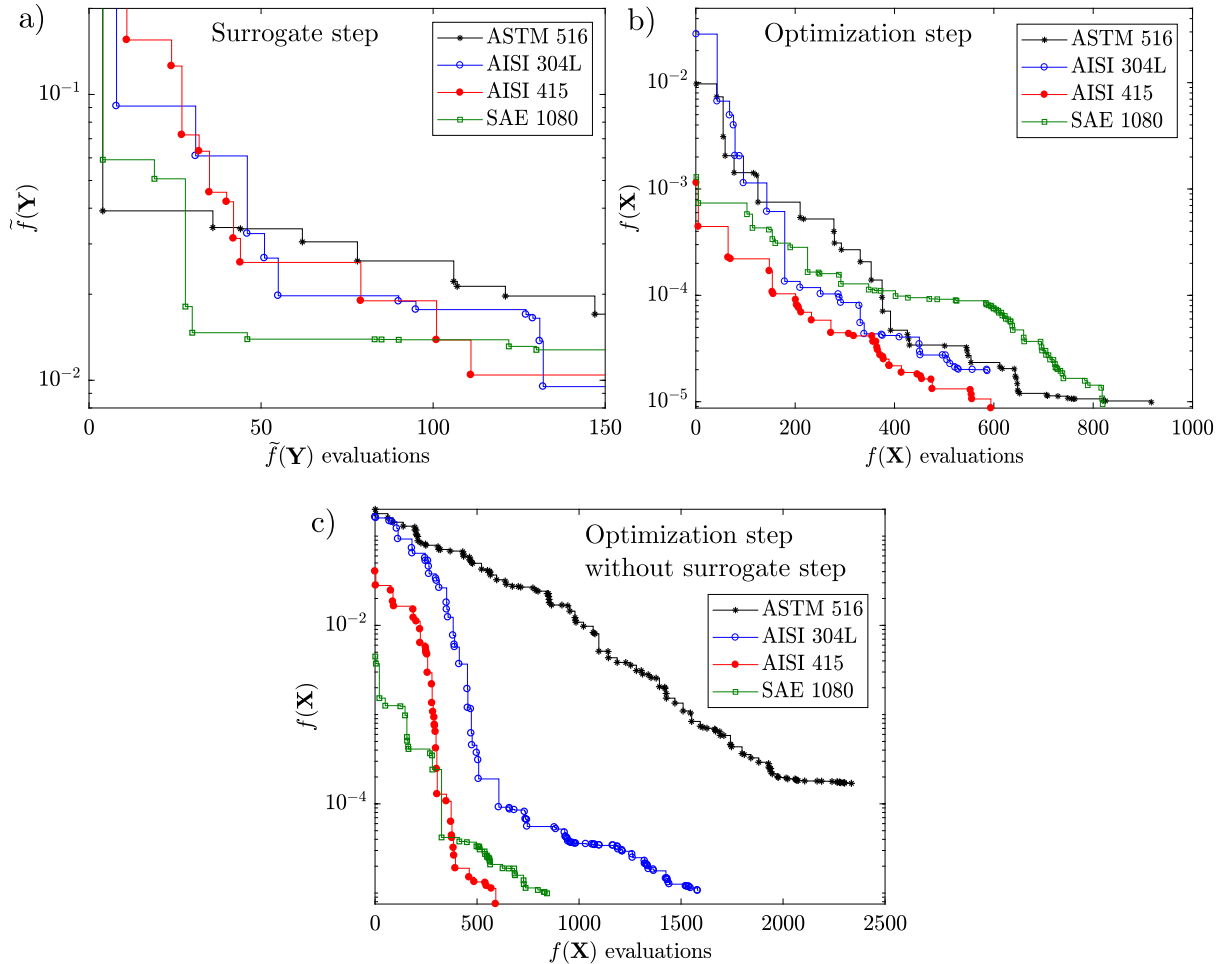 a)
Surrogate step
ASTM 516
AISI 304L
AISI 415
SAE 1080
10⁻¹
10⁻²
f̃(Y)
0
50
100
150
f̃(Y) evaluations
b)
Optimization step
ASTM 516
AISI 304L
AISI 415
SAE 1080
10⁻²
10⁻³
10⁻⁴
10⁻⁵
f(X)
0
200
400
600
800
1000
f(X) evaluations
c)
Optimization step
without surrogate step
ASTM 516
AISI 304L
AISI 415
SAE 1080
10⁻²
10⁻⁴
f(X)
0
500
1000
1500
2000
2500
f(X) evaluations